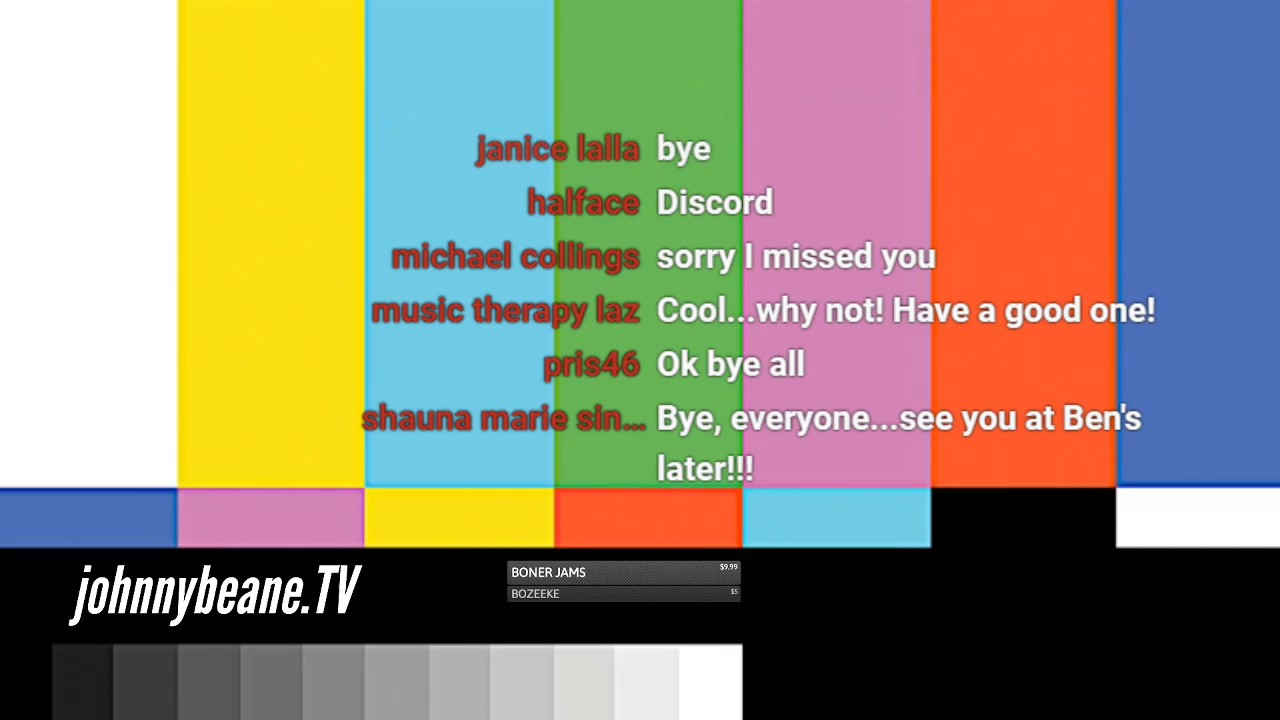 janice lalla bye
halface Discord
michael collings sorry I missed you
music therapy laz Cool...why not! Have a good one!
pris46 Ok bye all
shauna marie sin... Bye, everyone...see you at Ben's
later!!!
johnnybeane.TV
BONER JAMS $9.99
BOZEEKE $5